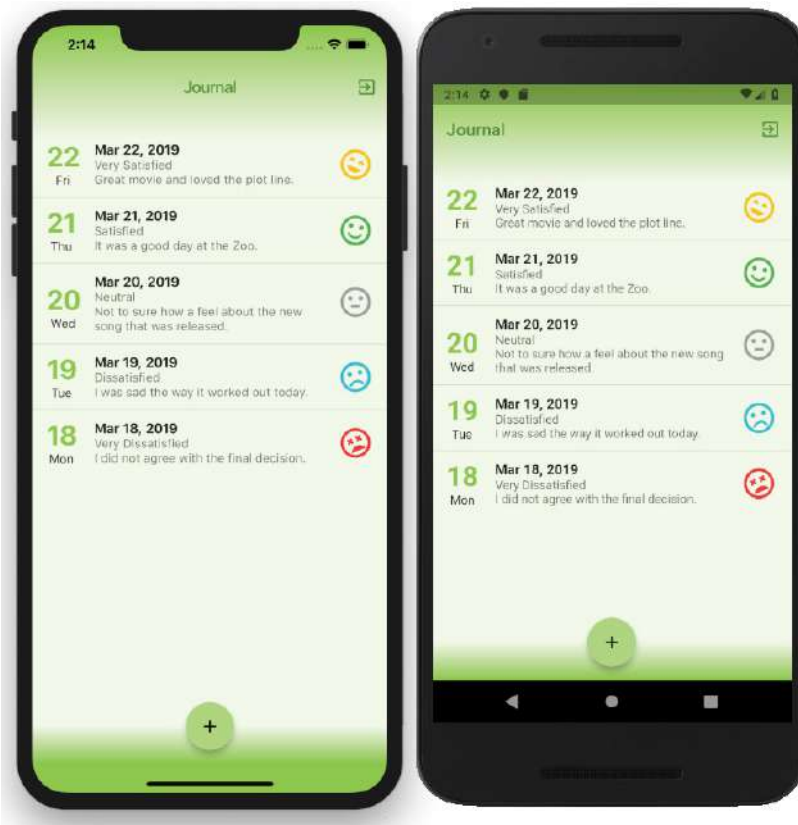 2:14
Journal
22
Fri
Mar 22, 2019
Very Satisfied
Great movie and loved the plot line.
21
Thu
Mar 21, 2019
Satisfied
It was a good day at the Zoo.
20
Wed
Mar 20, 2019
Neutral
Not to sure how a feel about the new
song that was released.
19
Tue
Mar 19, 2019
Dissatisfied
I was sad the way it worked out today.
18
Mon
Mar 18, 2019
Very Dissatisfied
I did not agree with the final decision.
+
2:14
Journal
22
Fri
Mar 22, 2019
Very Satisfied
Great movie and loved the plot line.
21
Thu
Mar 21, 2019
Satisfied
It was a good day at the Zoo.
20
Wed
Mar 20, 2019
Neutral
Not to sure how a feel about the new song
that was released.
19
Tue
Mar 19, 2019
Dissatisfied
I was sad the way it worked out today.
18
Mon
Mar 18, 2019
Very Dissatisfied
I did not agree with the final decision.
+